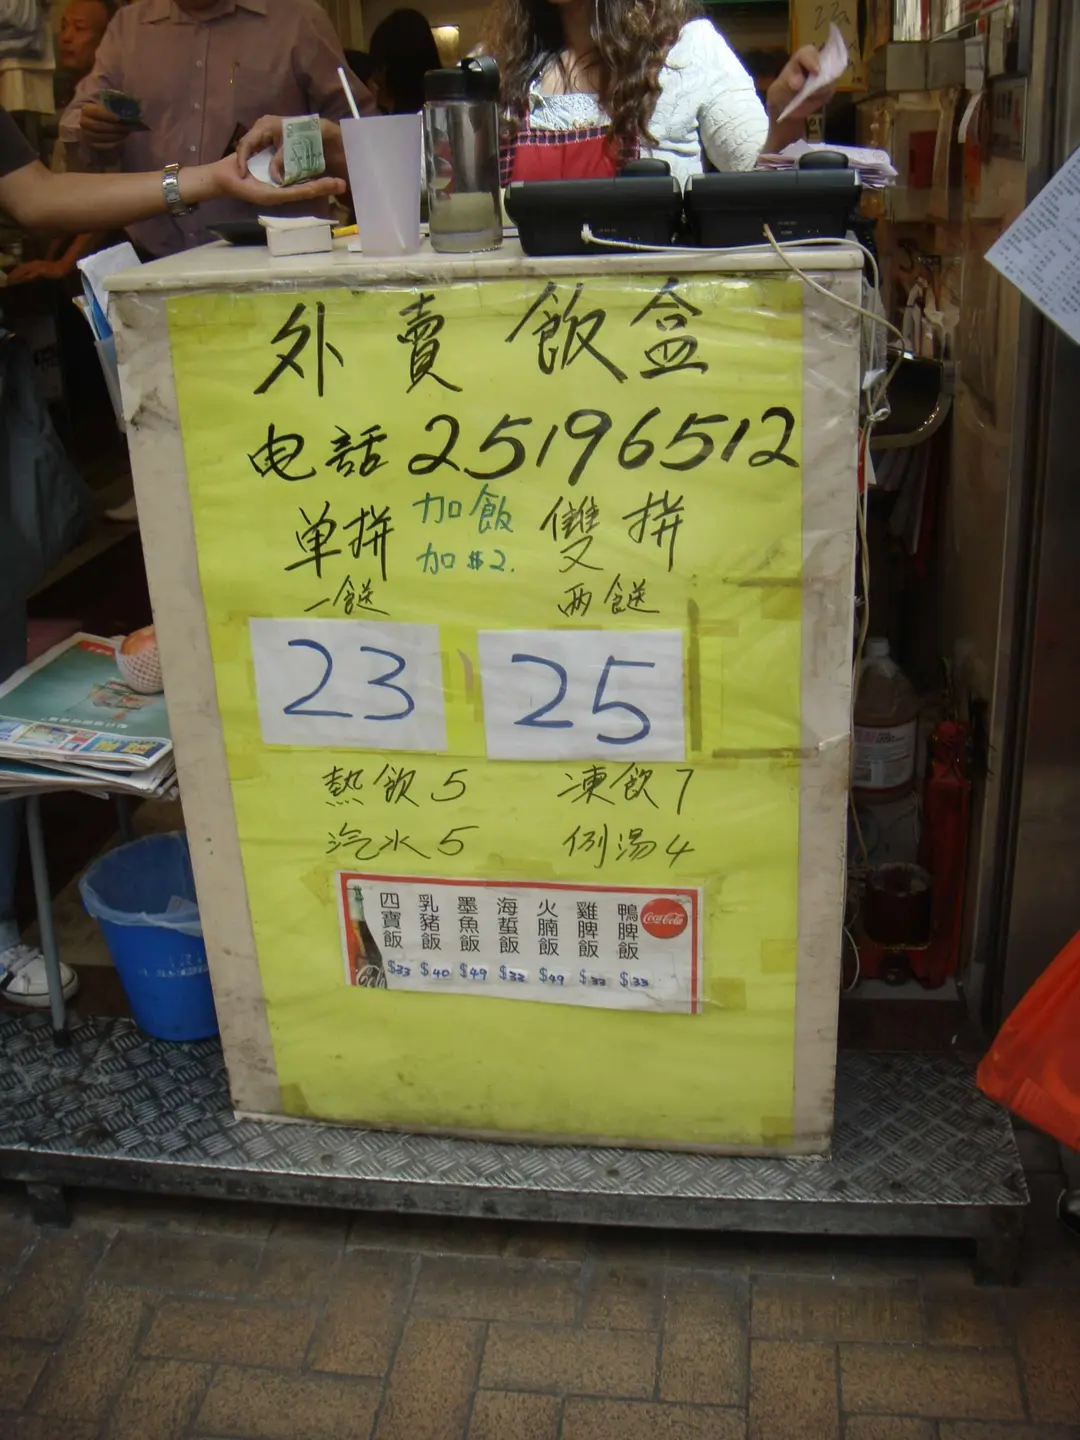 外賣 飯盒
电話 25196512
单拼 加飯 雙拼
加$2.
一餸 两餸
23 25
熱飲5 凍飲7
汽水5 例湯4
四寶飯 乳豬飯 墨魚飯 海蜇飯 火腩飯 雞脾飯 鴨脾飯
$33 $40 $49 $33 $49 $33 $33
Coca-Cola